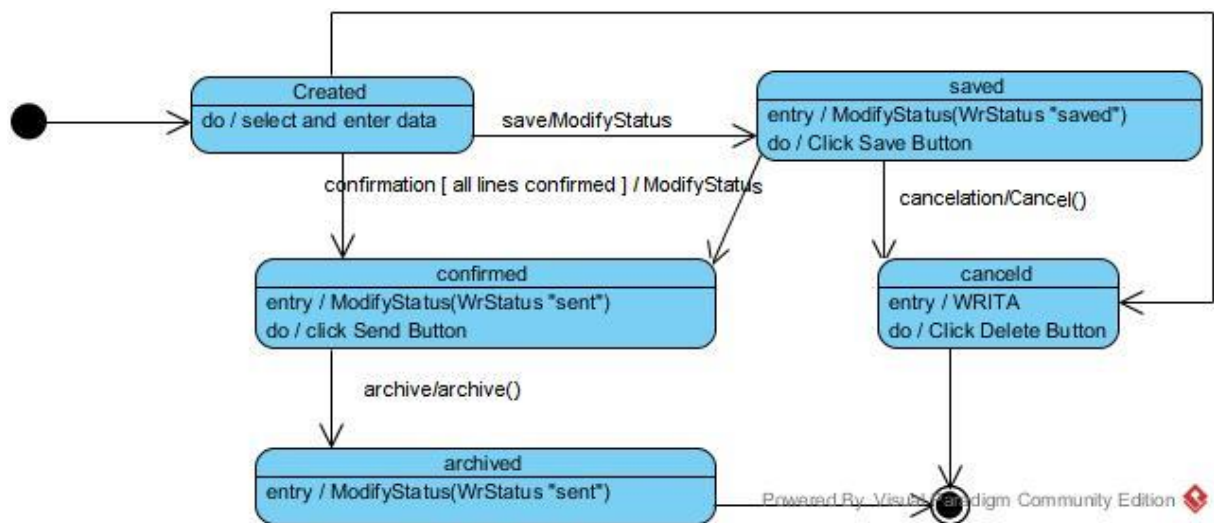 Created
do / select and enter data
save/ModifyStatus
saved
entry / ModifyStatus(WrStatus "saved")
do / Click Save Button
confirmation [ all lines confirmed ] / ModifyStatus
cancelation/Cancel()
confirmed
entry / ModifyStatus(WrStatus "sent")
do / click Send Button
canceld
entry / WRITA
do / Click Delete Button
archive/archive()
archived
entry / ModifyStatus(WrStatus "sent")
Powered By Visual Paradigm Community Edition